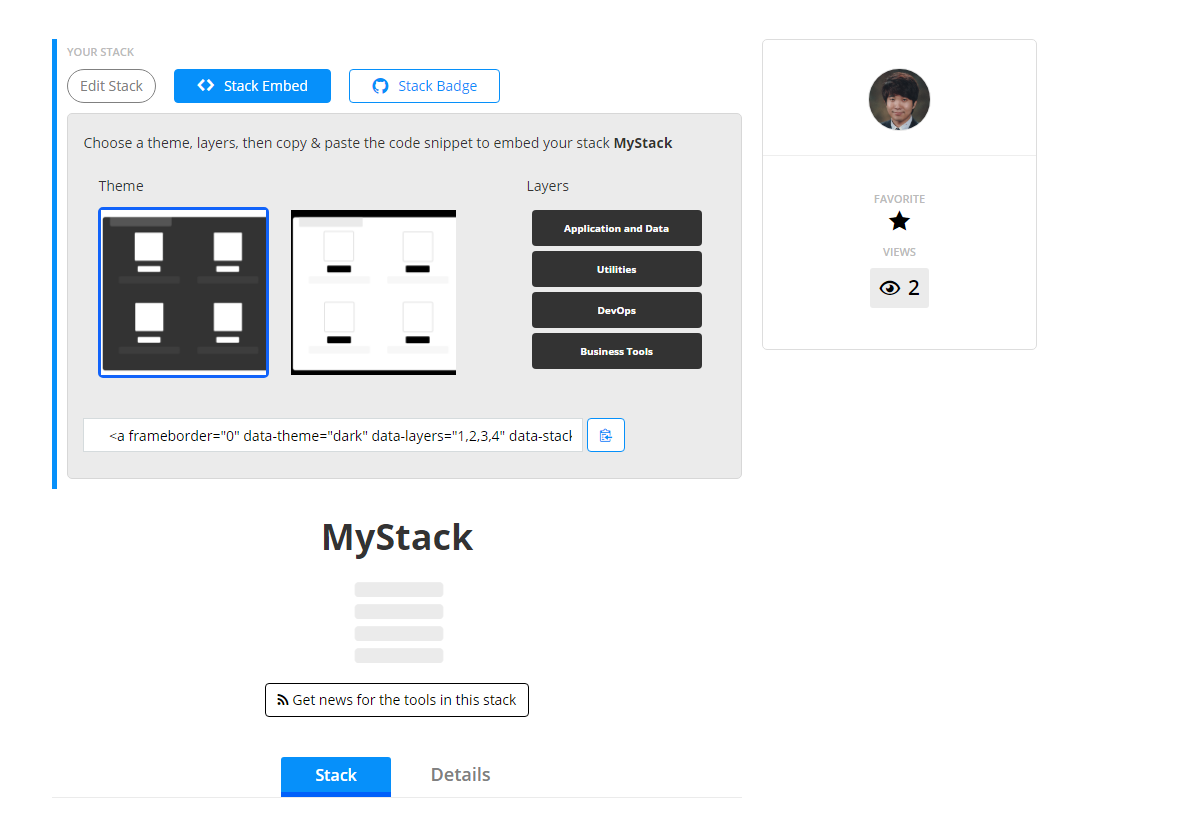 YOUR STACK
Edit Stack
Stack Embed
Stack Badge
Choose a theme, layers, then copy & paste the code snippet to embed your stack MyStack
Theme
Layers
Application and Data
Utilities
DevOps
Business Tools
<a frameborder="0" data-theme="dark" data-layers="1,2,3,4" data-stack
MyStack
Get news for the tools in this stack
Stack
Details
FAVORITE
VIEWS
2